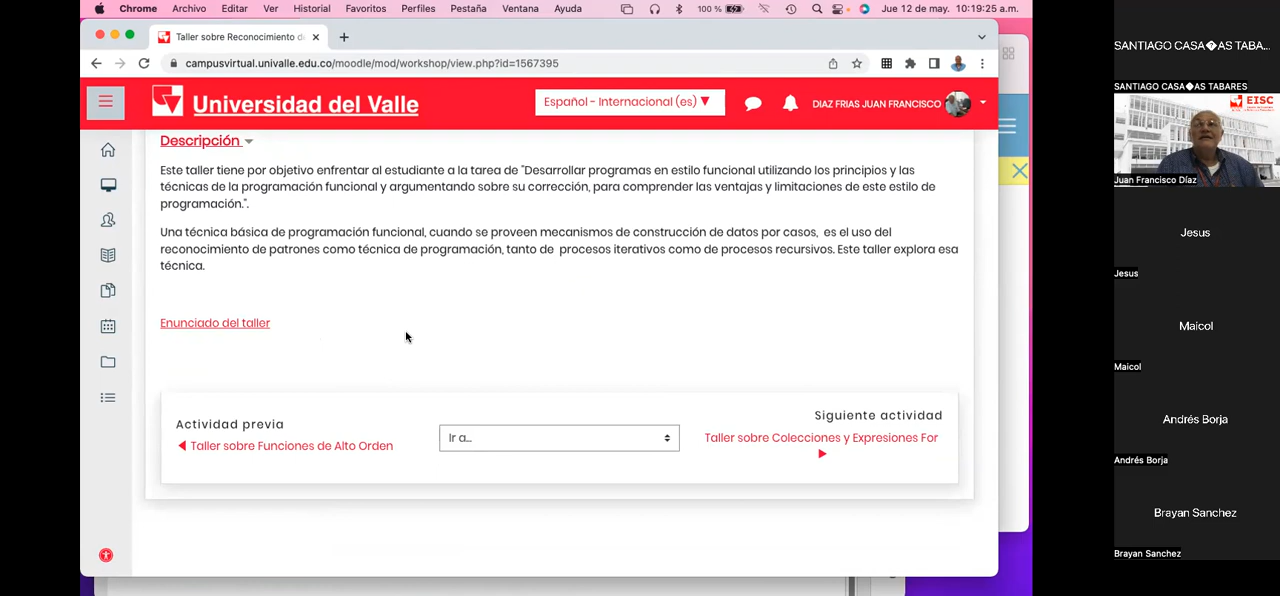 Chrome Archivo Editar Ver Historial Favoritos Perfiles Pestaña Ventana Ayuda 100 % Jue 12 de may. 10:19:25 a.m.
Taller sobre Reconocimiento d
campusvirtual.univalle.edu.co/moodle/mod/workshop/view.php?id=1567395
Universidad del Valle Español - Internacional (es) ▼ DIAZ FRIAS JUAN FRANCISCO
Descripción
Este taller tiene por objetivo enfrentar al estudiante a la tarea de "Desarrollar programas en estilo funcional utilizando los principios y las
técnicas de la programación funcional y argumentando sobre su corrección, para comprender las ventajas y limitaciones de este estilo de
programación.".
Una técnica básica de programación funcional, cuando se proveen mecanismos de construcción de datos por casos, es el uso del
reconocimiento de patrones como técnica de programación, tanto de procesos iterativos como de procesos recursivos. Este taller explora esa
técnica.
Enunciado del taller
Actividad previa
◀ Taller sobre Funciones de Alto Orden
Ir a...
Siguiente actividad
Taller sobre Colecciones y Expresiones For
▶
SANTIAGO CASA�AS TABA...
SANTIAGO CASA�AS TABARES
EISC
Juan Francisco Díaz
Jesus
Jesus
Maicol
Maicol
Andrés Borja
Andrés Borja
Brayan Sanchez
Brayan Sanchez